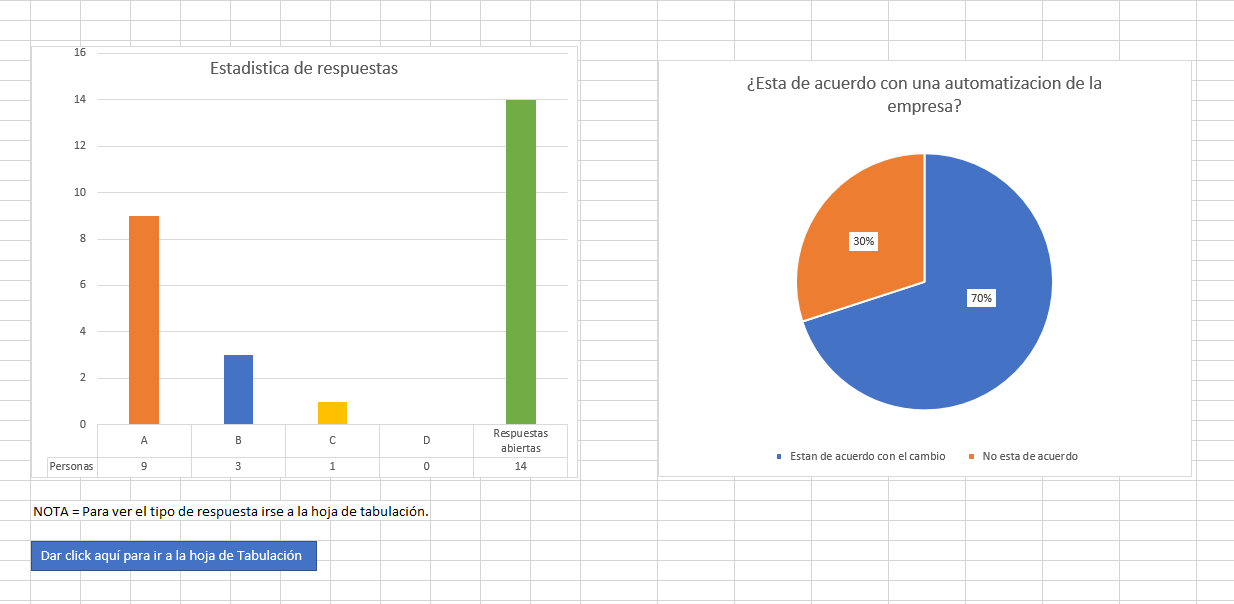 Estadistica de respuestas
16
14
12
10
8
6
4
2
0
A B C D Respuestas
abiertas
Personas 9 3 1 0 14
¿Esta de acuerdo con una automatizacion de la
empresa?
30%
70%
Estan de acuerdo con el cambio No esta de acuerdo
NOTA = Para ver el tipo de respuesta irse a la hoja de tabulación.
Dar click aquí para ir a la hoja de Tabulación